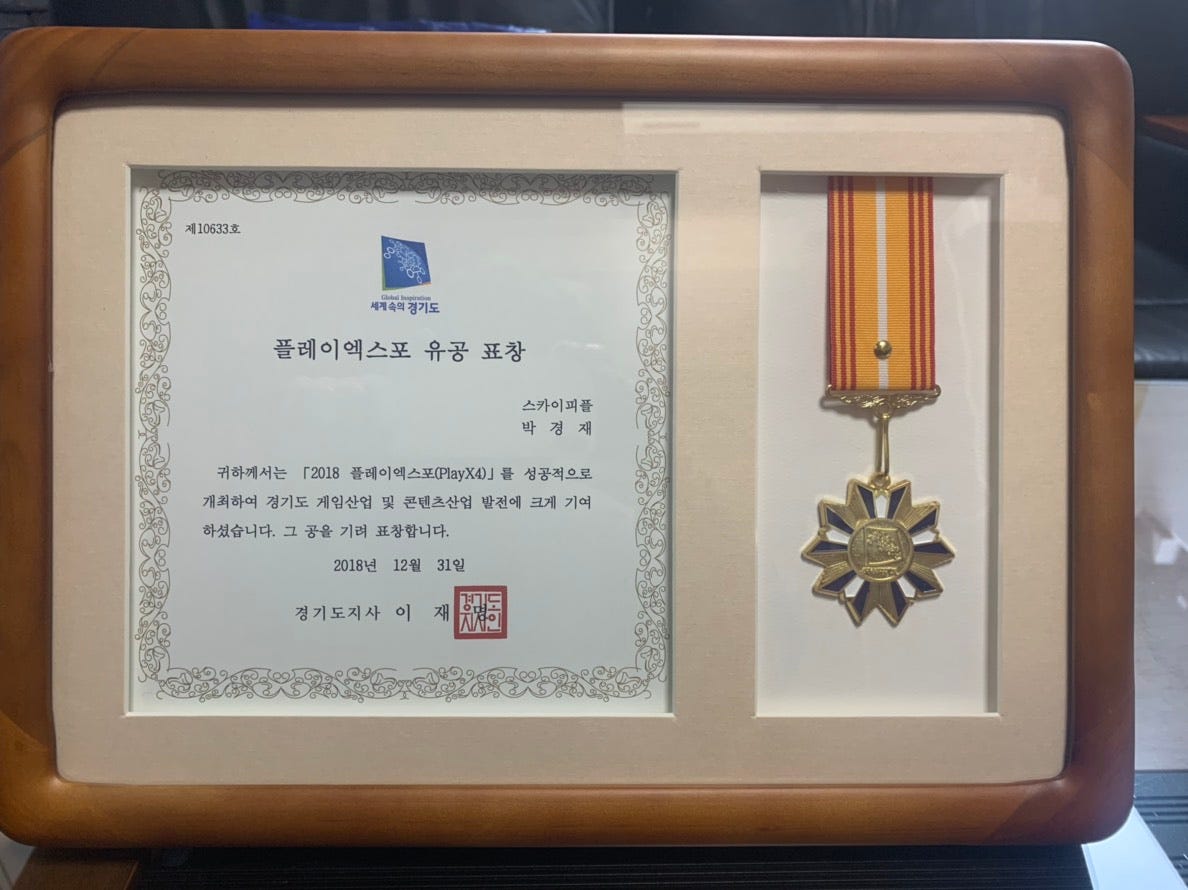 제10633호
Global Inspiration
세계 속의 경기도
플레이엑스포 유공 표창
스카이피플
박 경 재
귀하께서는 「2018 플레이엑스포(PlayX4)」를 성공적으로
개최하여 경기도 게임산업 및 콘텐츠산업 발전에 크게 기여
하셨습니다. 그 공을 기려 표창합니다.
2018년 12월 31일
경기도지사 이 재 명
경기도
지사인